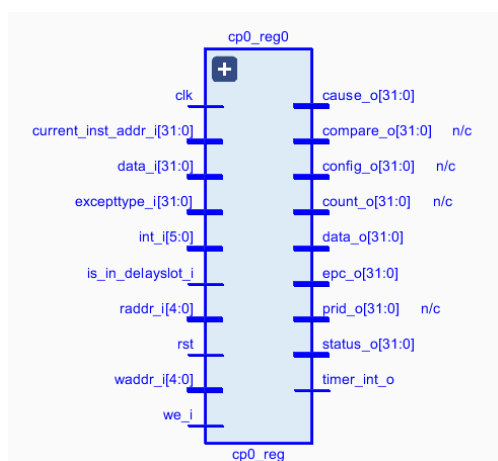 cp0_reg0
+
clk
cause_o[31:0]
current_inst_addr_i[31:0]
compare_o[31:0] n/c
data_i[31:0]
config_o[31:0] n/c
excepttype_i[31:0]
count_o[31:0] n/c
int_i[5:0]
data_o[31:0]
is_in_delayslot_i
epc_o[31:0]
raddr_i[4:0]
prid_o[31:0] n/c
rst
status_o[31:0]
waddr_i[4:0]
timer_int_o
we_i
cp0_reg